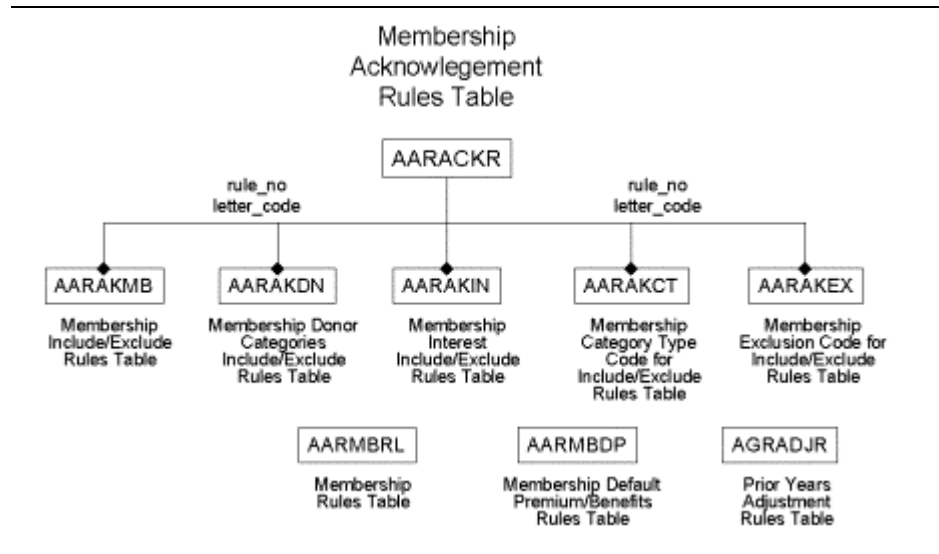 Membership
Acknowlegement
Rules Table
AARACKR
rule_no
letter_code
rule_no
letter_code
AARAKMB
AARAKDN
AARAKIN
AARAKCT
AARAKEX
Membership
Include/Exclude
Rules Table
Membership Donor
Categories
Include/Exclude
Rules Table
Membership
Interest
Include/Exclude
Rules Table
Membership
Category Type
Code for
Include/Exclude
Rules Table
Membership
Exclusion Code for
Include/Exclude
Rules Table
AARMBRL
AARMBDP
AGRADJR
Membership
Rules Table
Membership Default
Premium/Benefits
Rules Table
Prior Years
Adjustment
Rules Table